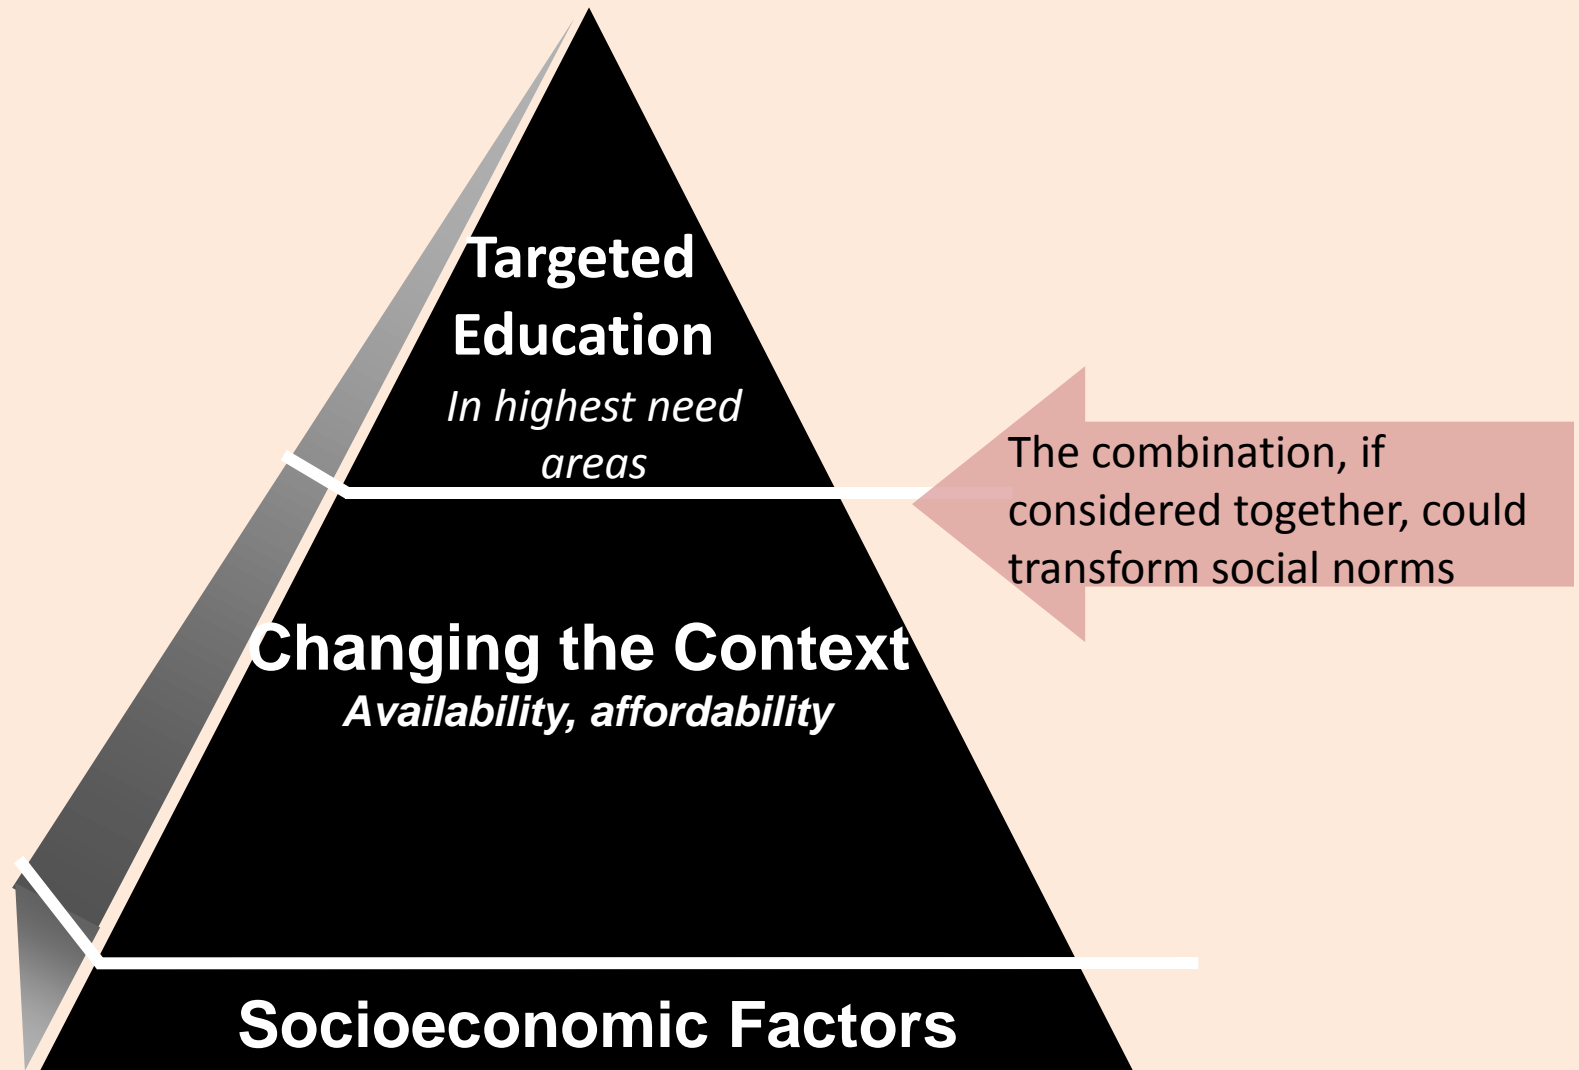 Targeted
Education
In highest need
areas
The combination, if
considered together, could
transform social norms
Changing the Context
Availability, affordability
Socioeconomic Factors